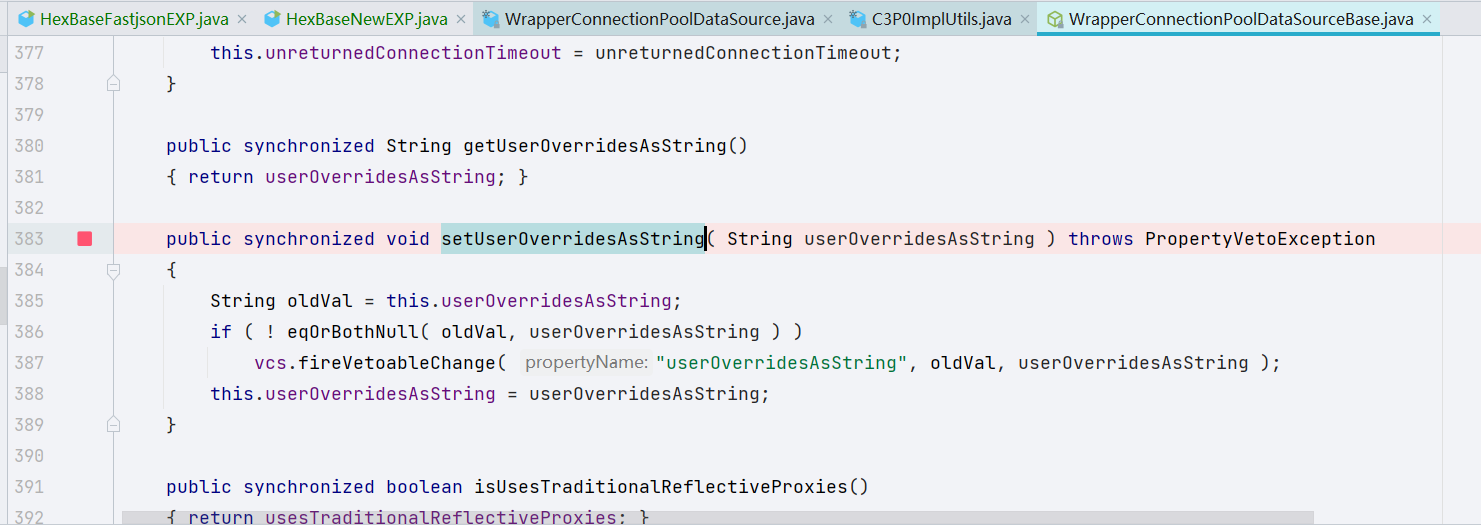 HexBaseFastjsonEXP.java × HexBaseNewEXP.java × WrapperConnectionPoolDataSource.java × C3P0ImplUtils.java × WrapperConnectionPoolDataSourceBase.java ×
377 this.unreturnedConnectionTimeout = unreturnedConnectionTimeout;
378 }
379
380 public synchronized String getUserOverridesAsString()
381 { return userOverridesAsString; }
382
383 public synchronized void setUserOverridesAsString( String userOverridesAsString ) throws PropertyVetoException
384 {
385 String oldVal = this.userOverridesAsString;
386 if ( ! eqOrBothNull( oldVal, userOverridesAsString ) )
387 vcs.fireVetoableChange( propertyName: "userOverridesAsString", oldVal, userOverridesAsString );
388 this.userOverridesAsString = userOverridesAsString;
389 }
390
391 public synchronized boolean isUsesTraditionalReflectiveProxies()
392 { return usesTraditionalReflectiveProxies; }